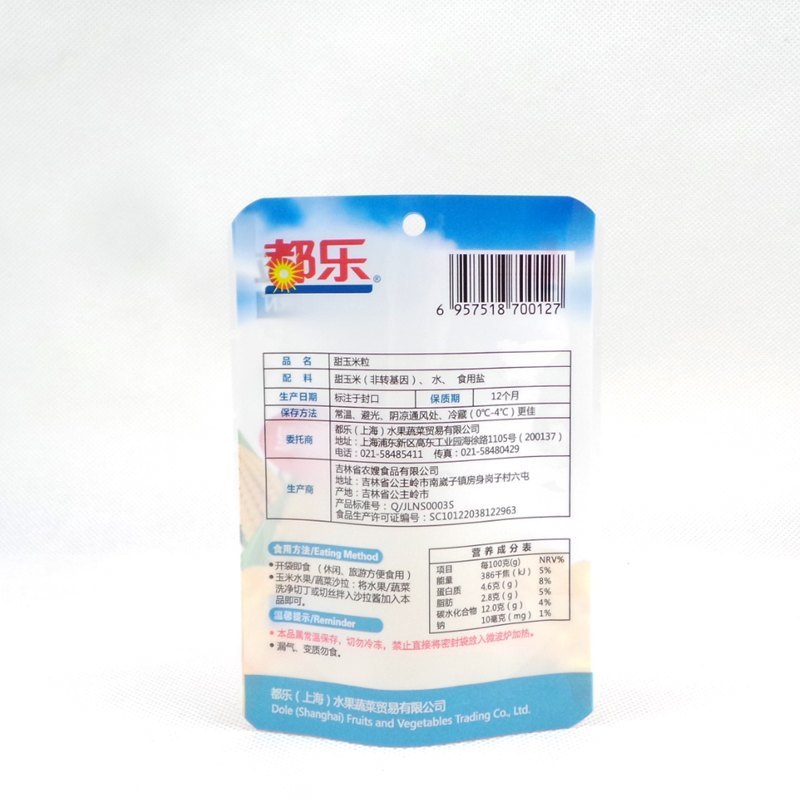 都乐®
6 957518 700127
品 名 甜玉米粒
配 料 甜玉米（非转基因）、水、食用盐
生产日期 标注于封口 保质期 12个月
保存方法 常温、避光、阴凉通风处、冷藏（0℃-4℃）更佳
委托商 都乐（上海）水果蔬菜贸易有限公司
地址：上海浦东新区高东工业园海徐路1105号（200137）
电话：021-58485411 传真：021-58480429
生产商 吉林省农嫂食品有限公司
地址：吉林省公主岭市南崴子镇房身岗子村六屯
产地：吉林省公主岭市
产品标准号：Q/JLNS0003S
食品生产许可证编号：SC10122038122963
食用方法/Eating Method
●开袋即食（休闲、旅游方便食用）
●玉米水果/蔬菜沙拉：将水果/蔬菜
洗净切丁或切丝拌入沙拉酱加入本
品即可。
温馨提示/Reminder
●本品属常温保存，切勿冷冻，禁止直接将密封袋放入微波炉加热。
●漏气、变质勿食。
营养成分表
项目 每100克(g) NRV%
能量 386千焦（kJ） 5%
蛋白质 4.6克(g) 8%
脂肪 2.8克(g) 5%
碳水化合物 12.0克(g) 4%
钠 10毫克(mg) 1%
都乐（上海）水果蔬菜贸易有限公司
Dole (Shanghai) Fruits and Vegetables Trading Co., Ltd.